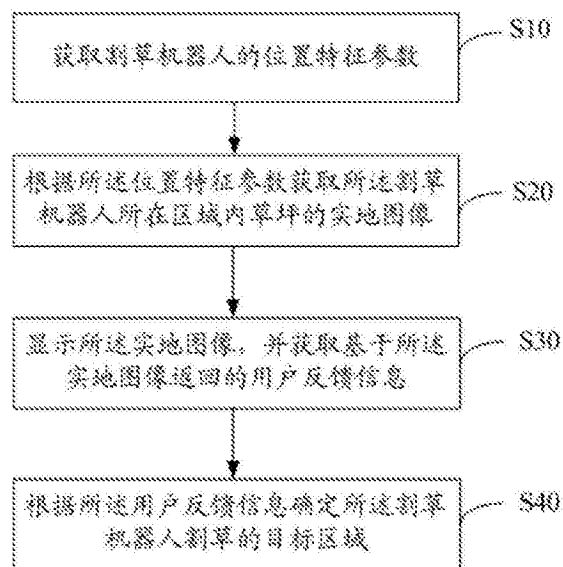 获取割草机器人的位置特征参数
S10
根据所述位置特征参数获取所述割草
机器人所在区域内草坪的实地图像
S20
显示所述实地图像，并获取基于所述
实地图像返回的用户反馈信息
S30
根据所述用户反馈信息确定所述割草
机器人割草的目标区域
S40